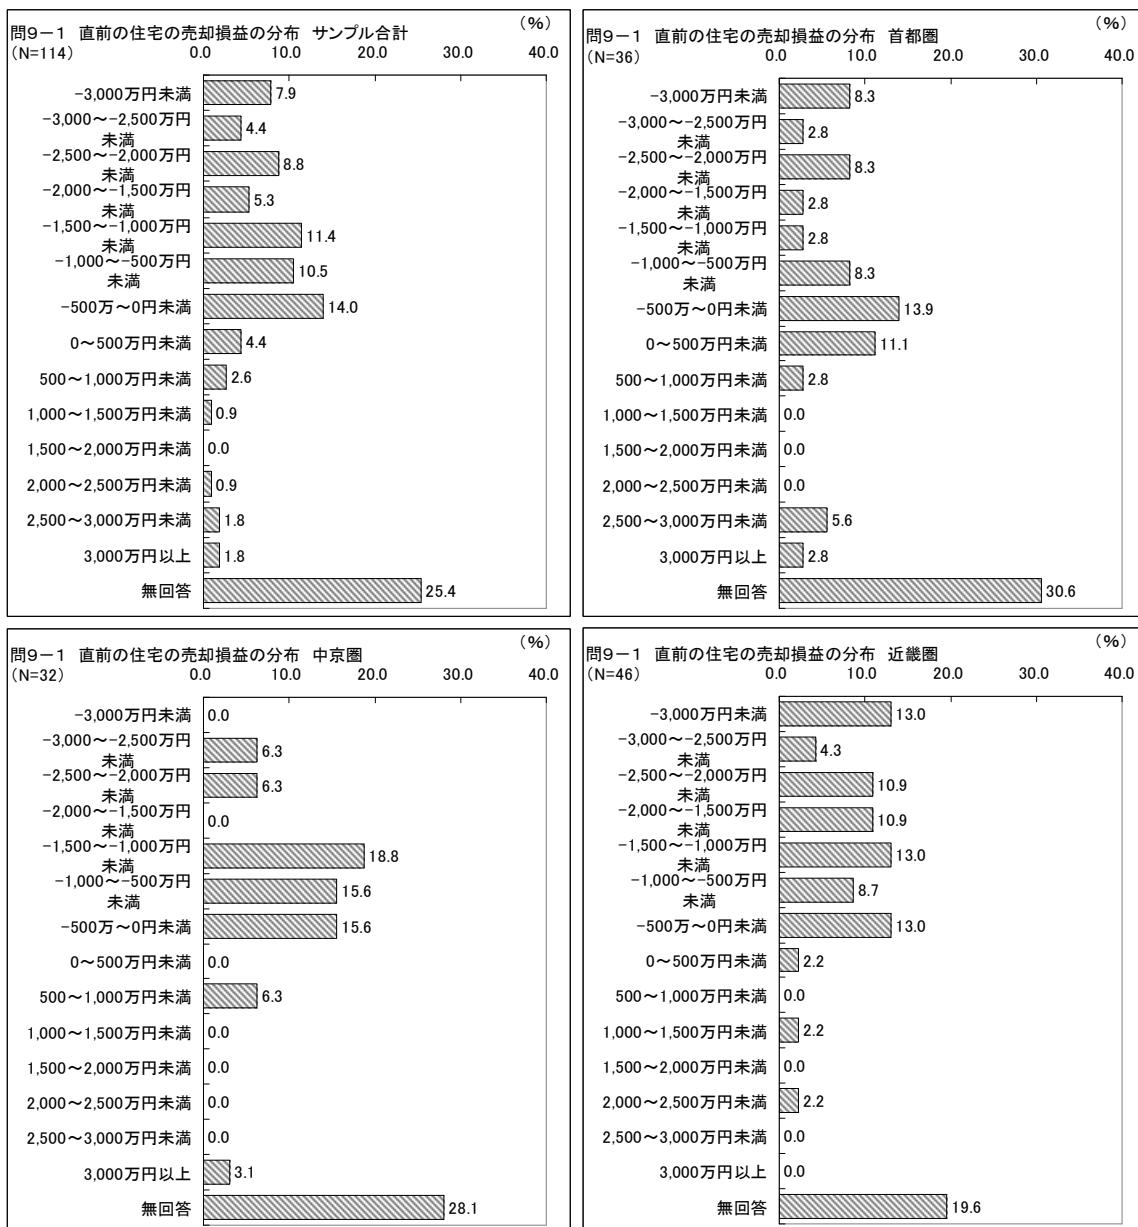 (%)
問9-1 直前の住宅の売却損益の分布 サンプル合計
(N=114)
0.0 10.0 20.0 30.0 40.0
-3,000万円未満 7.9
-3,000~-2,500万円
未満 4.4
-2,500~-2,000万円
未満 8.8
-2,000~-1,500万円
未満 5.3
-1,500~-1,000万円
未満 11.4
-1,000~-500万円
未満 10.5
-500万~0円未満 14.0
0~500万円未満 4.4
500~1,000万円未満 2.6
1,000~1,500万円未満 0.9
1,500~2,000万円未満 0.0
2,000~2,500万円未満 0.9
2,500~3,000万円未満 1.8
3,000万円以上 1.8
無回答 25.4
(%)
問9-1 直前の住宅の売却損益の分布 首都圏
(N=36)
0.0 10.0 20.0 30.0 40.0
-3,000万円未満 8.3
-3,000~-2,500万円
未満 2.8
-2,500~-2,000万円
未満 8.3
-2,000~-1,500万円
未満 2.8
-1,500~-1,000万円
未満 2.8
-1,000~-500万円
未満 8.3
-500万~0円未満 13.9
0~500万円未満 11.1
500~1,000万円未満 2.8
1,000~1,500万円未満 0.0
1,500~2,000万円未満 0.0
2,000~2,500万円未満 0.0
2,500~3,000万円未満 5.6
3,000万円以上 2.8
無回答 30.6
(%)
問9-1 直前の住宅の売却損益の分布 中京圏
(N=32)
0.0 10.0 20.0 30.0 40.0
-3,000万円未満 0.0
-3,000~-2,500万円
未満 6.3
-2,500~-2,000万円
未満 6.3
-2,000~-1,500万円
未満 0.0
-1,500~-1,000万円
未満 18.8
-1,000~-500万円
未満 15.6
-500万~0円未満 15.6
0~500万円未満 0.0
500~1,000万円未満 6.3
1,000~1,500万円未満 0.0
1,500~2,000万円未満 0.0
2,000~2,500万円未満 0.0
2,500~3,000万円未満 0.0
3,000万円以上 3.1
無回答 28.1
(%)
問9-1 直前の住宅の売却損益の分布 近畿圏
(N=46)
0.0 10.0 20.0 30.0 40.0
-3,000万円未満 13.0
-3,000~-2,500万円
未満 4.3
-2,500~-2,000万円
未満 10.9
-2,000~-1,500万円
未満 10.9
-1,500~-1,000万円
未満 13.0
-1,000~-500万円
未満 8.7
-500万~0円未満 13.0
0~500万円未満 2.2
500~1,000万円未満 0.0
1,000~1,500万円未満 2.2
1,500~2,000万円未満 0.0
2,000~2,500万円未満 2.2
2,500~3,000万円未満 0.0
3,000万円以上 0.0
無回答 19.6